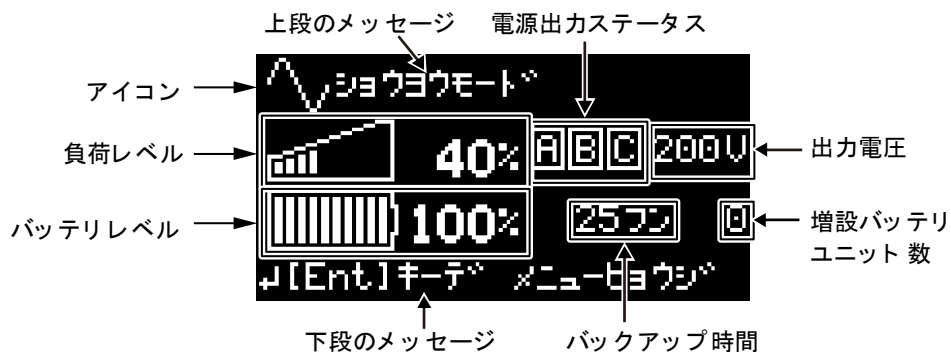 上段のメッセージ 電源出力ステータス
アイコン
ショウヨウモード
負荷レベル
40%
A B C
200V
出力電圧
バッテリレベル
100%
25フン
0
増設バッテリ
ユニット数
↲[Ent.]キーデ メニューヒョウジ
下段のメッセージ バックアップ時間